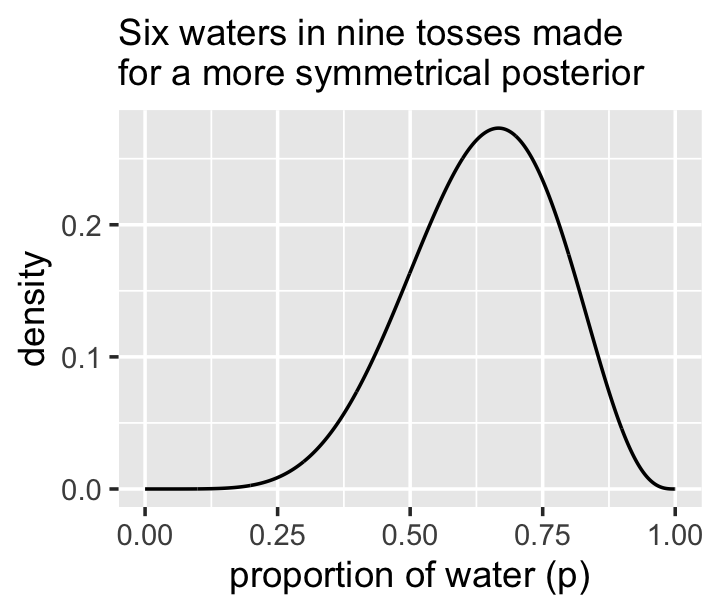 Six waters in nine tosses made
for a more symmetrical posterior
density
0.2
0.1
0.0
0.00 0.25 0.50 0.75 1.00
proportion of water (p)